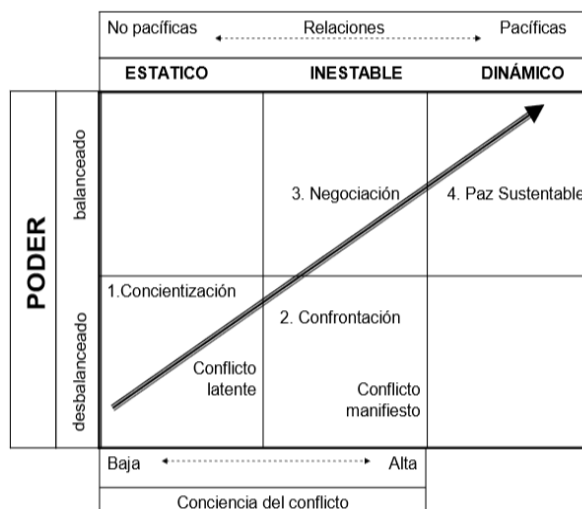 No pacíficas Relaciones Pacíficas
ESTATICO INESTABLE DINÁMICO
PODER
balanceado
desbalanceado
3. Negociación
4. Paz Sustentable
1.Concientización
2. Confrontación
Conflicto
latente
Conflicto
manifiesto
Baja Alta
Conciencia del conflicto